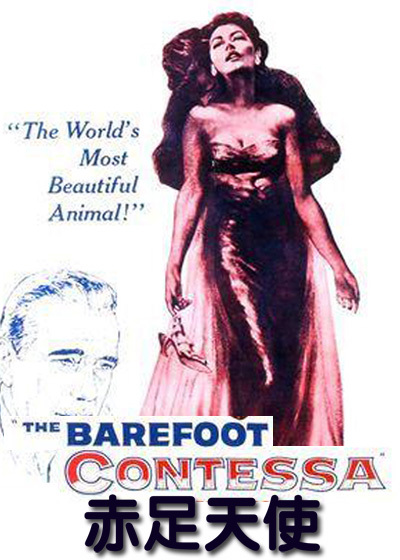 "The World's
Most
Beautiful
Animal!"
"THE BAREFOOT
CONTESSA"
赤足天使